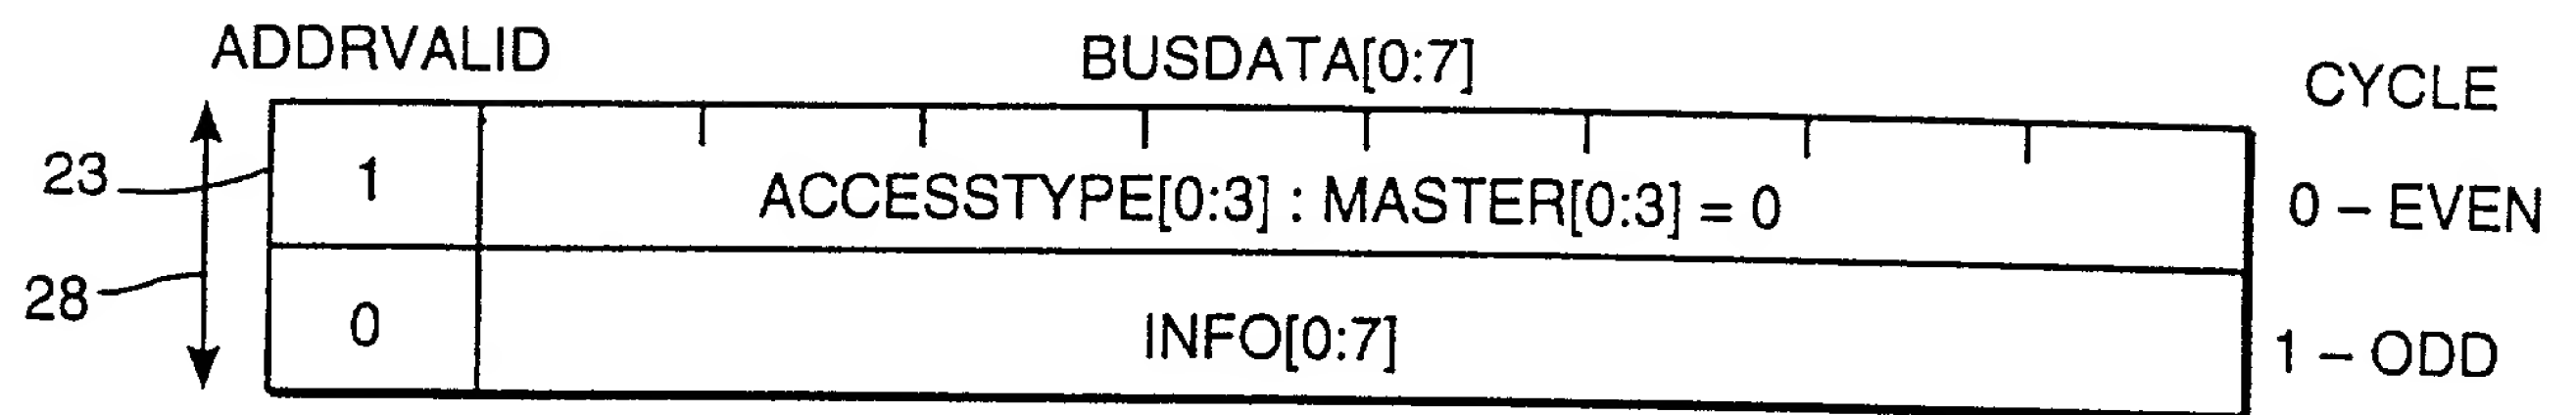 ADDRVALID BUSDATA[0:7] CYCLE
23 1 ACCESSTYPE[0:3] : MASTER[0:3] = 0 0 – EVEN
28 0 INFO[0:7] 1 – ODD